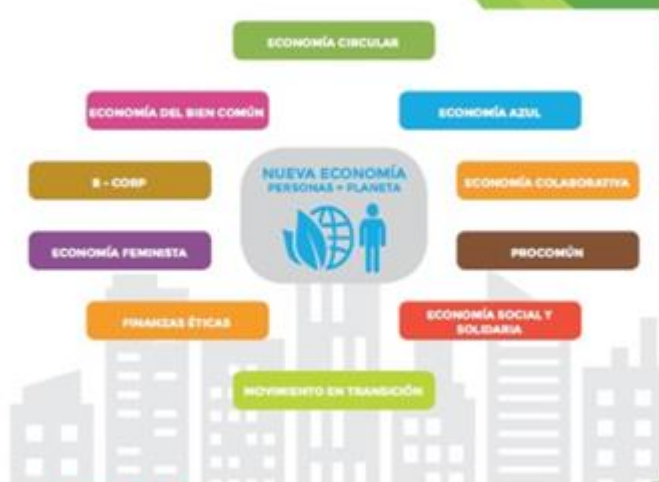 ECONOMÍA CIRCULAR
ECONOMÍA DEL BIEN COMÚN
ECONOMÍA AZUL
B - CORP
NUEVA ECONOMÍA
PERSONAS + PLANETA
ECONOMÍA COLABORATIVA
ECONOMÍA FEMINISTA
PROCOMÚN
FINANZAS ÉTICAS
ECONOMÍA SOCIAL Y
SOLIDARIA
MOVIMIENTO EN TRANSICIÓN